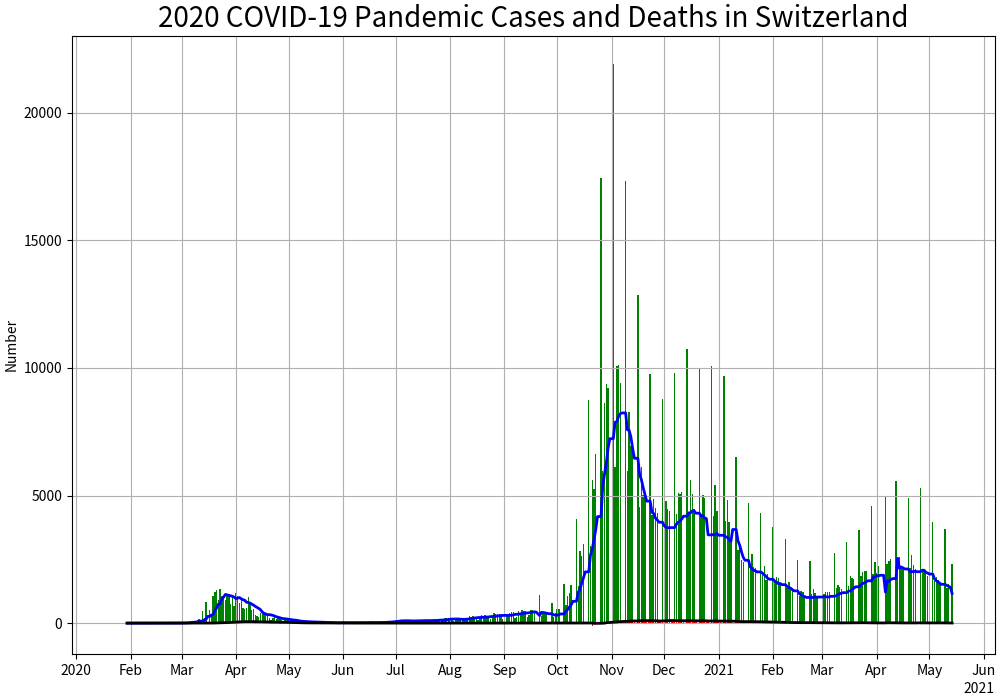 2020 COVID-19 Pandemic Cases and Deaths in Switzerland
Number
20000
15000
10000
5000
0
2020 Feb Mar Apr May Jun Jul Aug Sep Oct Nov Dec 2021 Feb Mar Apr May Jun
2021